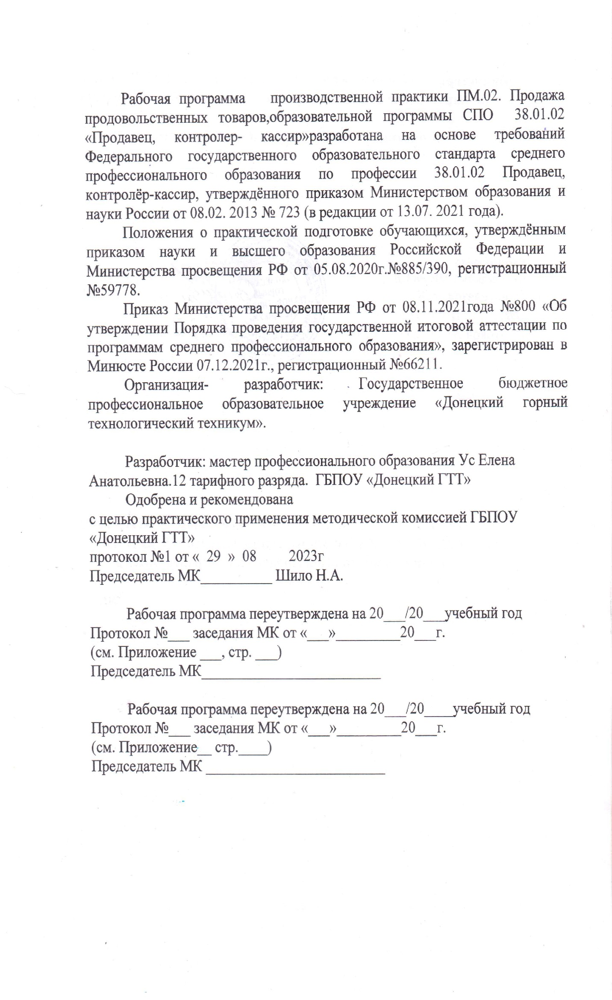 Рабочая программа производственной практики ПМ.02. Продажа
продовольственных товаров,образовательной программы СПО 38.01.02
«Продавец, контролер- кассир»разработана на основе требований
Федерального государственного образовательного стандарта среднего
профессионального образования по профессии 38.01.02 Продавец,
контролёр-кассир, утверждённого приказом Министерством образования и
науки России от 08.02. 2013 № 723 (в редакции от 13.07. 2021 года).
Положения о практической подготовке обучающихся, утверждённым
приказом науки и высшего образования Российской Федерации и
Министерства просвещения РФ от 05.08.2020г.№885/390, регистрационный
№59778.
Приказ Министерства просвещения РФ от 08.11.2021года №800 «Об
утверждении Порядка проведения государственной итоговой аттестации по
программам среднего профессионального образования», зарегистрирован в
Минюсте России 07.12.2021г., регистрационный №66211.
Организация- разработчик: Государственное бюджетное
профессиональное образовательное учреждение «Донецкий горный
технологический техникум».
Разработчик: мастер профессионального образования Ус Елена
Анатольевна.12 тарифного разряда. ГБПОУ «Донецкий ГТТ»
Одобрена и рекомендована
с целью практического применения методической комиссией ГБПОУ
«Донецкий ГТТ»
протокол №1 от « 29 » 08 2023г
Председатель МК__________ Шило Н.А.
Рабочая программа переутверждена на 20___/20___учебный год
Протокол №___ заседания МК от «___»_________20___г.
(см. Приложение ___, стр. ___)
Председатель МК_________________________
Рабочая программа переутверждена на 20___/20____учебный год
Протокол №___ заседания МК от «___»_________20___г.
(см. Приложение__ стр.____)
Председатель МК _________________________